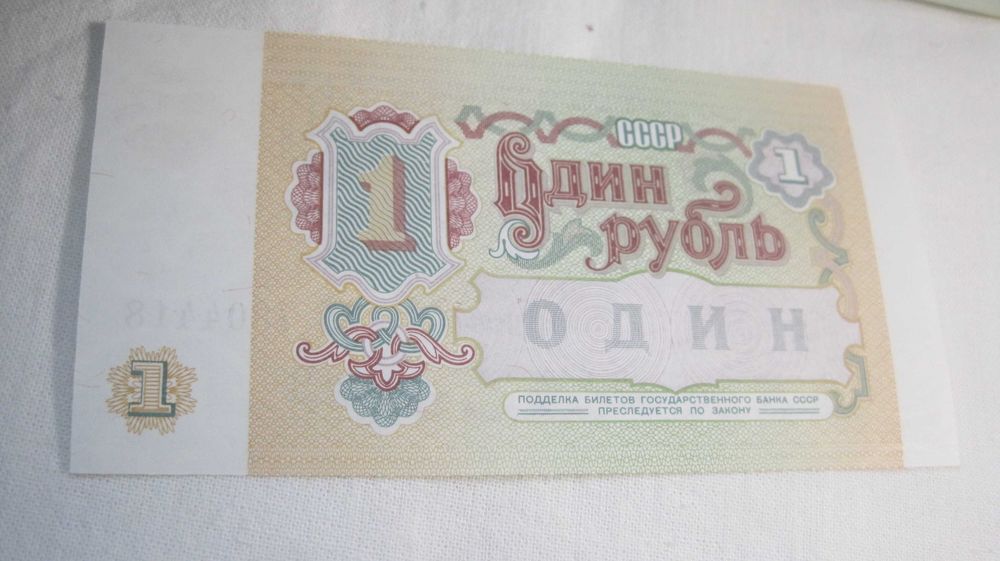 СССР
1
Один
1
рубль
ОДИН
1
ПОДДЕЛКА БИЛЕТОВ ГОСУДАРСТВЕННОГО БАНКА СССР
ПРЕСЛЕДУЕТСЯ ПО ЗАКОНУ